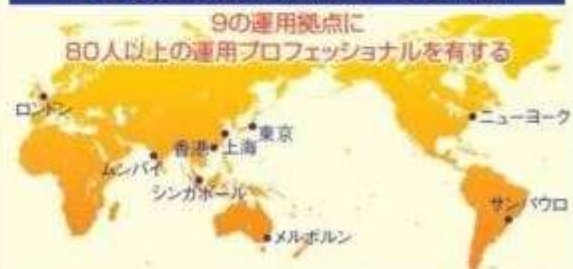 9の運用拠点に
80人以上の運用プロフェッショナルを有する
ロンドン
ニューヨーク
東京
香港
上海
ムンバイ
シンガポール
サンパウロ
メルボルン